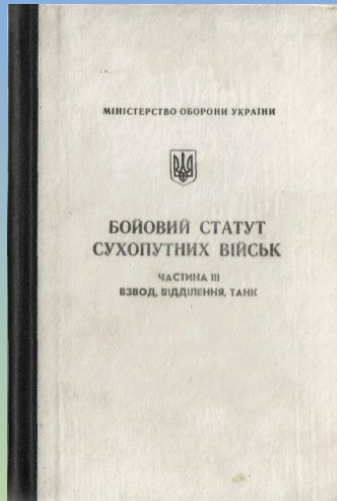 МІНІСТЕРСТВО ОБОРОНИ УКРАЇНИ
БОЙОВИЙ СТАТУТ
СУХОПУТНИХ ВІЙСЬК
ЧАСТИНА III
ВЗВОД, ВІДДІЛЕННЯ, ТАНК